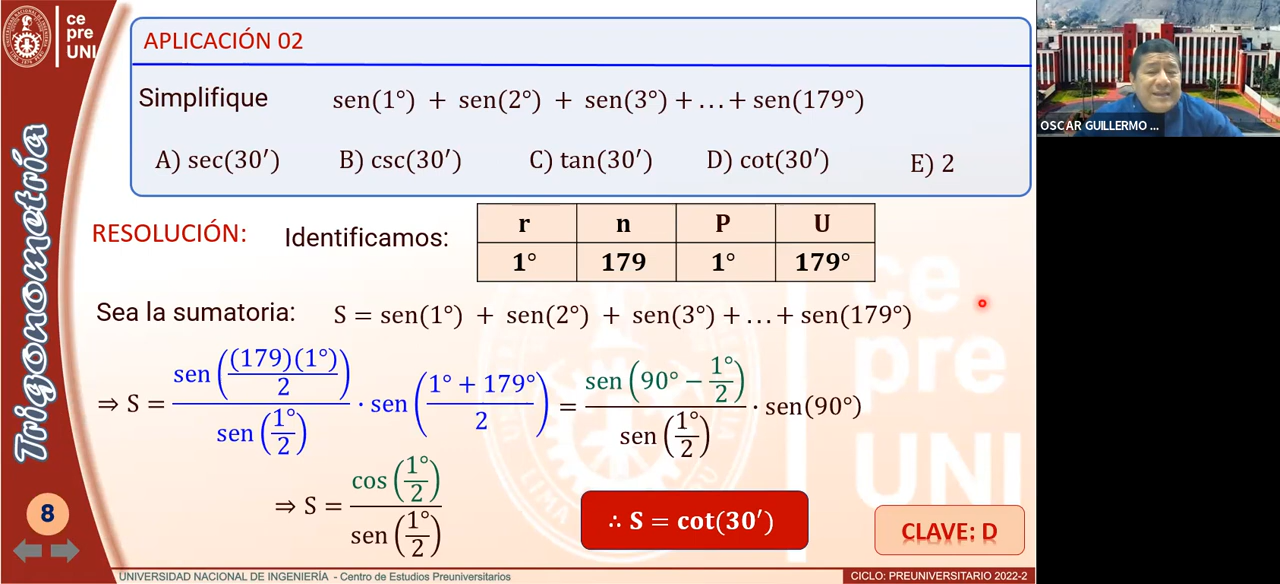 ce
pre
UNI
APLICACIÓN 02
Simplifique sen(1°) + sen(2°) + sen(3°) + … + sen(179°)
A) sec(30′) B) csc(30′) C) tan(30′) D) cot(30′) E) 2
RESOLUCIÓN: Identificamos:
r n P U
1° 179 1° 179°
Sea la sumatoria: S = sen(1°) + sen(2°) + sen(3°) + … + sen(179°)
⇒ S = sen((179)(1°)/2) / sen(1°/2) · sen((1° + 179°)/2) = sen(90° − 1°/2) / sen(1°/2) · sen(90°)
⇒ S = cos(1°/2) / sen(1°/2)
∴ S = cot(30′)
CLAVE: D
Trigonometría
8
UNIVERSIDAD NACIONAL DE INGENIERÍA - Centro de Estudios Preuniversitarios
CICLO: PREUNIVERSITARIO 2022-2
OSCAR GUILLERMO ...
ce
pre
UNI